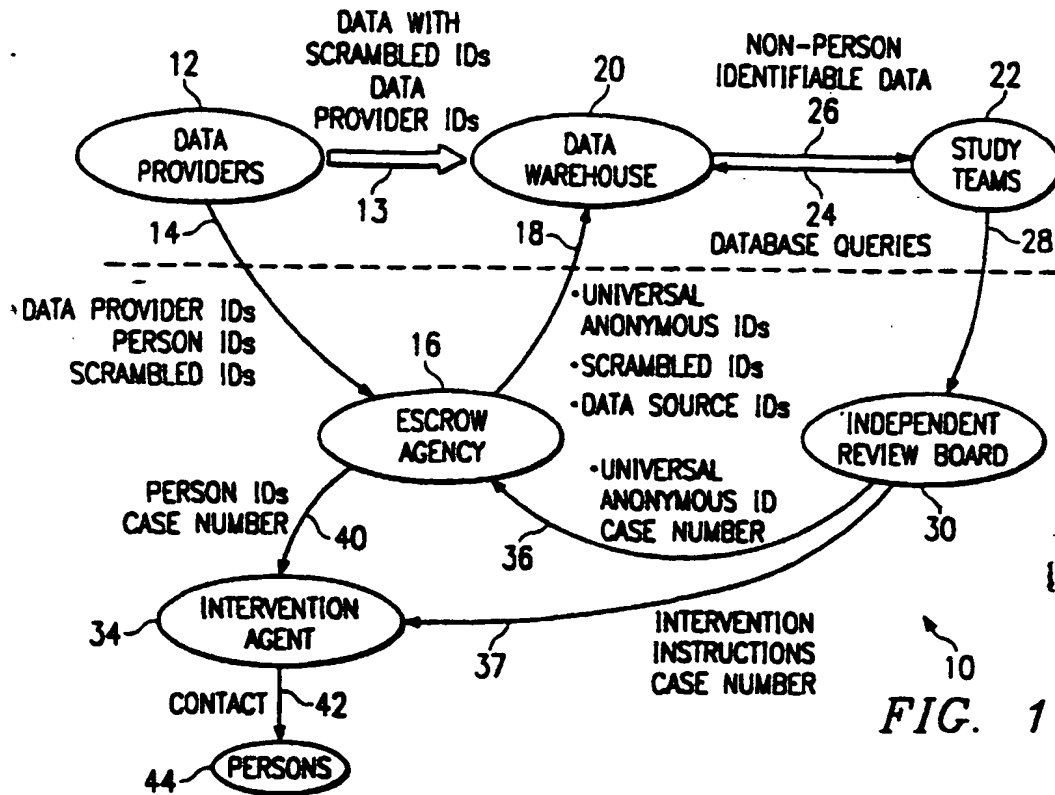 DATA WITH
SCRAMBLED IDs
DATA
PROVIDER IDs
12
DATA
PROVIDERS
13
14
20
DATA
WAREHOUSE
18
NON-PERSON
IDENTIFIABLE DATA
26
24
DATABASE QUERIES
22
STUDY
TEAMS
28
•DATA PROVIDER IDs
PERSON IDs
SCRAMBLED IDs
16
ESCROW
AGENCY
•UNIVERSAL
ANONYMOUS IDs
•SCRAMBLED IDs
•DATA SOURCE IDs
INDEPENDENT
REVIEW BOARD
30
•UNIVERSAL
ANONYMOUS ID
CASE NUMBER
36
PERSON IDs
CASE NUMBER
40
34
INTERVENTION
AGENT
37
INTERVENTION
INSTRUCTIONS
CASE NUMBER
10
CONTACT
42
44
PERSONS
FIG. 1